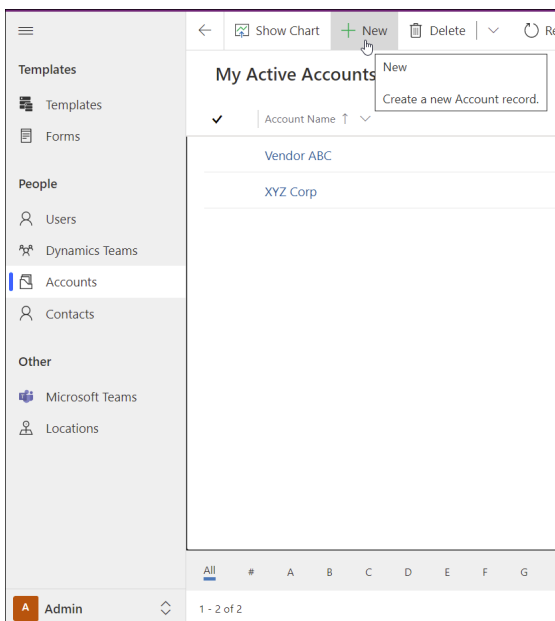 Show Chart
New
Delete
My Active Accounts
New
Create a new Account record.
Account Name
Vendor ABC
XYZ Corp
Templates
Templates
Forms
People
Users
Dynamics Teams
Accounts
Contacts
Other
Microsoft Teams
Locations
All # A B C D E F G
A Admin
1 - 2 of 2